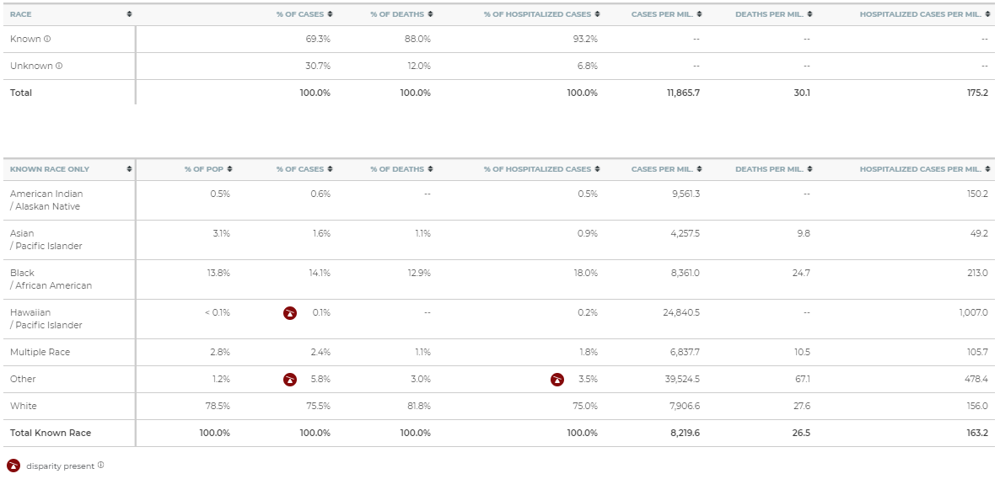 RACE % OF CASES % OF DEATHS % OF HOSPITALIZED CASES CASES PER MIL. DEATHS PER MIL. HOSPITALIZED CASES PER MIL.
Known 69.3% 88.0% 93.2% -- -- --
Unknown 30.7% 12.0% 6.8% -- -- --
Total 100.0% 100.0% 100.0% 11,865.7 30.1 175.2
KNOWN RACE ONLY % OF POP % OF CASES % OF DEATHS % OF HOSPITALIZED CASES CASES PER MIL. DEATHS PER MIL. HOSPITALIZED CASES PER MIL.
American Indian 0.5% 0.6% -- 0.5% 9,561.3 -- 150.2
/ Alaskan Native
Asian 3.1% 1.6% 1.1% 0.9% 4,257.5 9.8 49.2
/ Pacific Islander
Black 13.8% 14.1% 12.9% 18.0% 8,361.0 24.7 213.0
/ African American
Hawaiian < 0.1% 0.1% -- 0.2% 24,840.5 -- 1,007.0
/ Pacific Islander
Multiple Race 2.8% 2.4% 1.1% 1.8% 6,837.7 10.5 105.7
Other 1.2% 5.8% 3.0% 3.5% 39,524.5 67.1 478.4
White 78.5% 75.5% 81.8% 75.0% 7,906.6 27.6 156.0
Total Known Race 100.0% 100.0% 100.0% 100.0% 8,219.6 26.5 163.2
disparity present